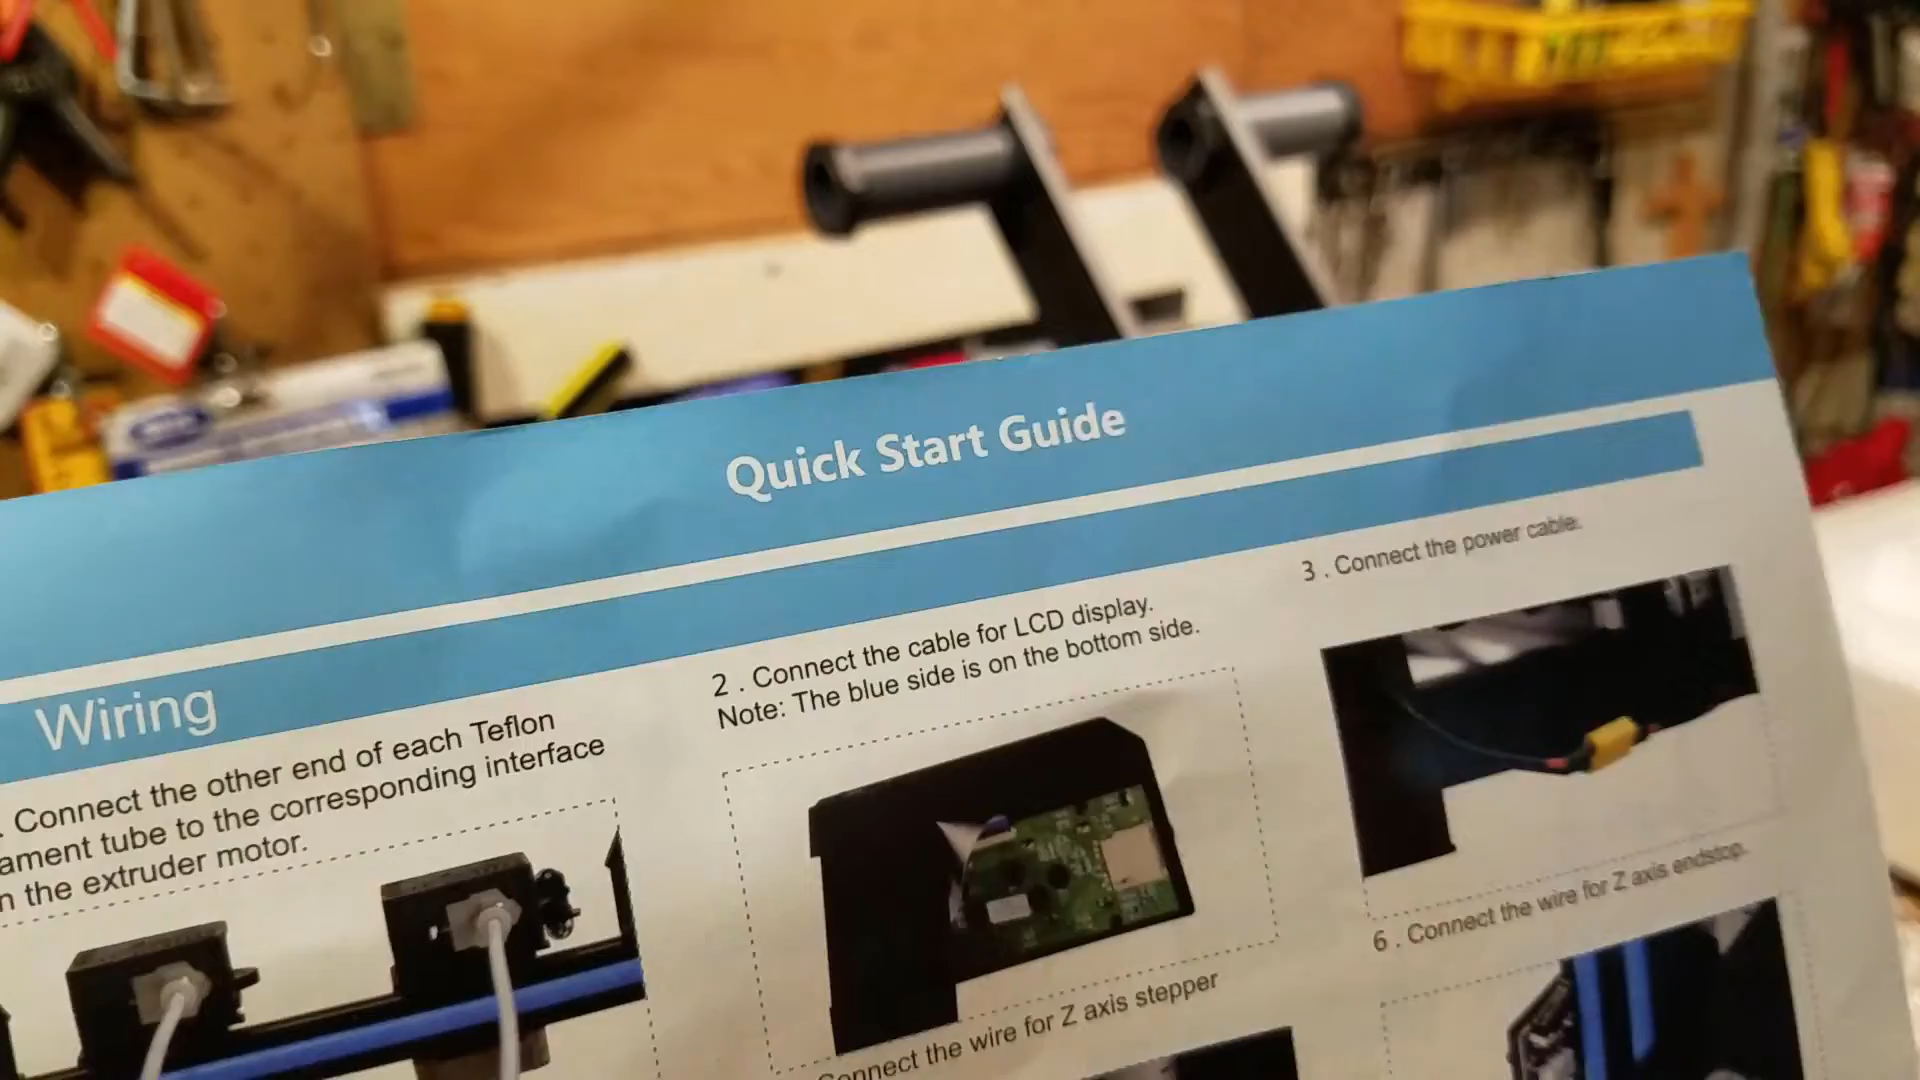 Quick Start Guide
Wiring
. Connect the other end of each Teflon
ament tube to the corresponding interface
n the extruder motor.
2 . Connect the cable for LCD display.
Note: The blue side is on the bottom side.
3 . Connect the power cable.
onnect the wire for Z axis stepper
6 . Connect the wire for Z axis endstop.